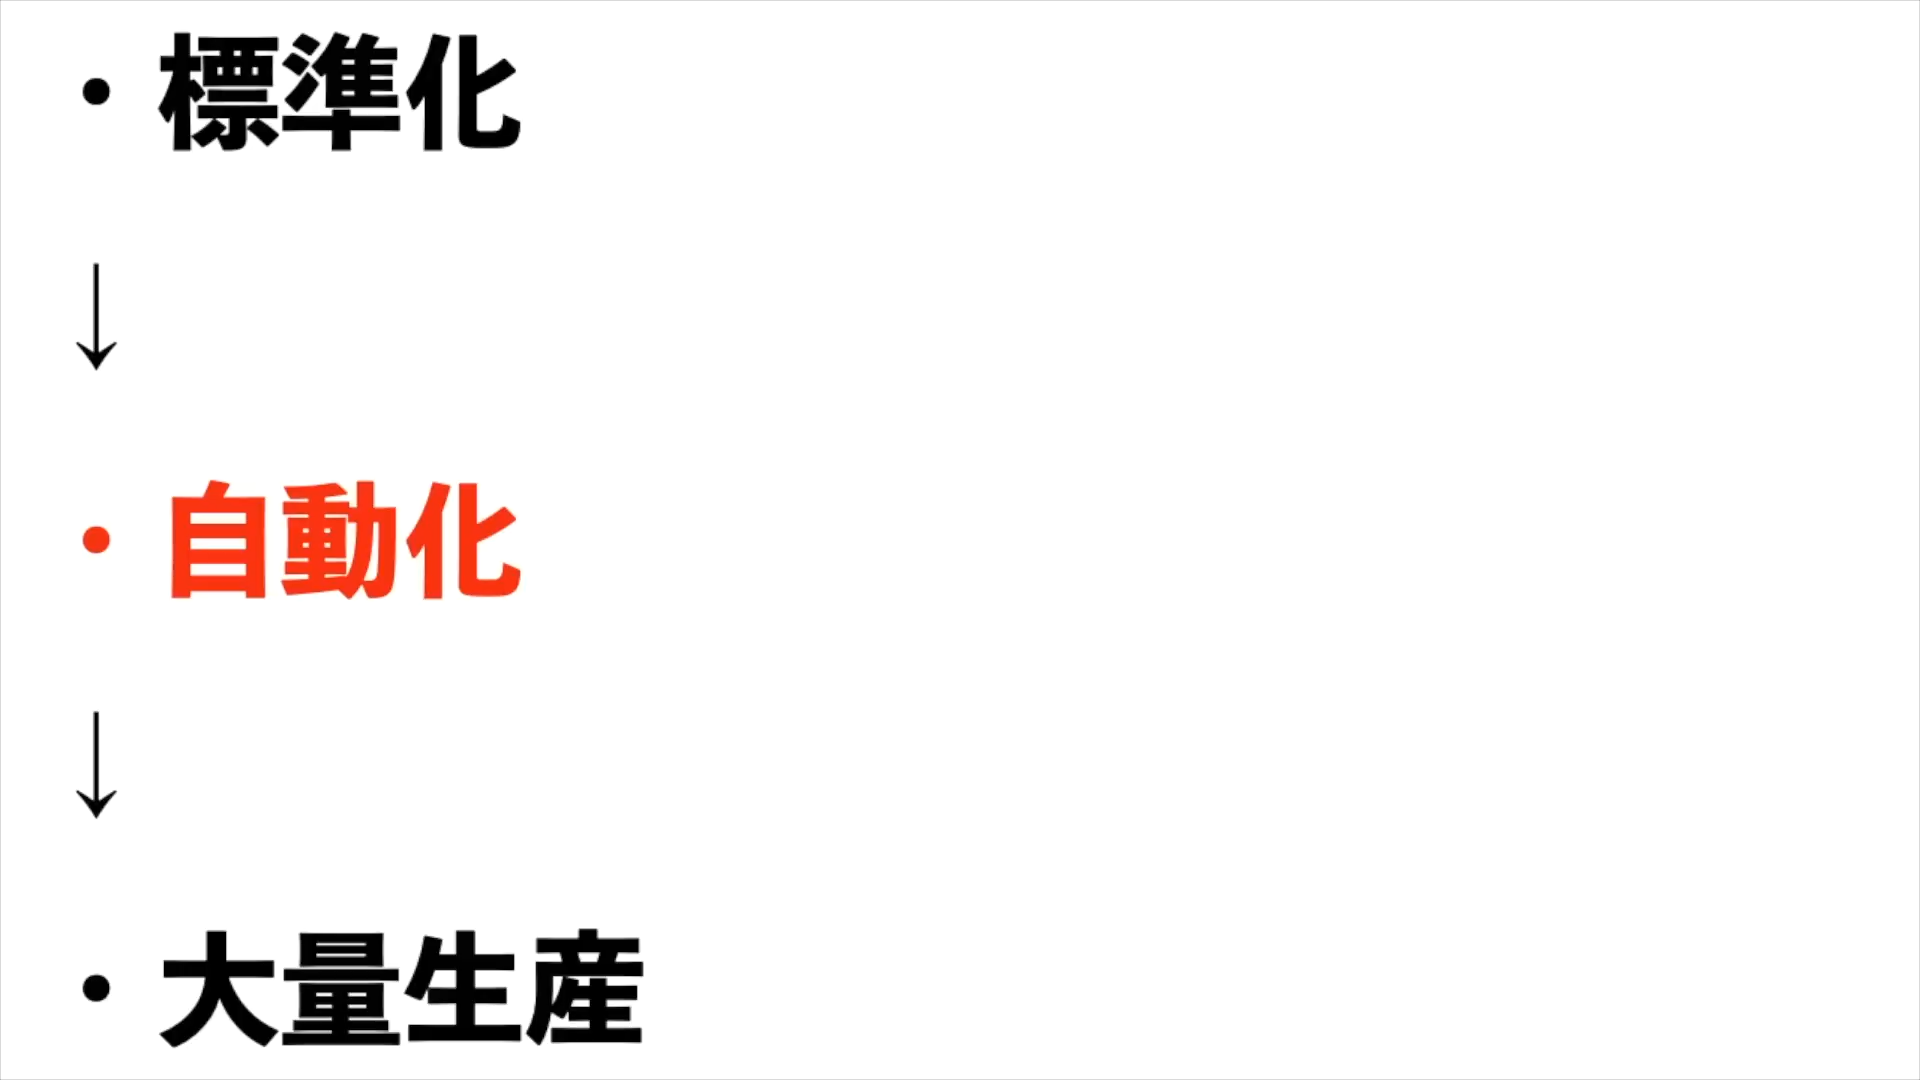 ・標準化
↓
・自動化
↓
・大量生産